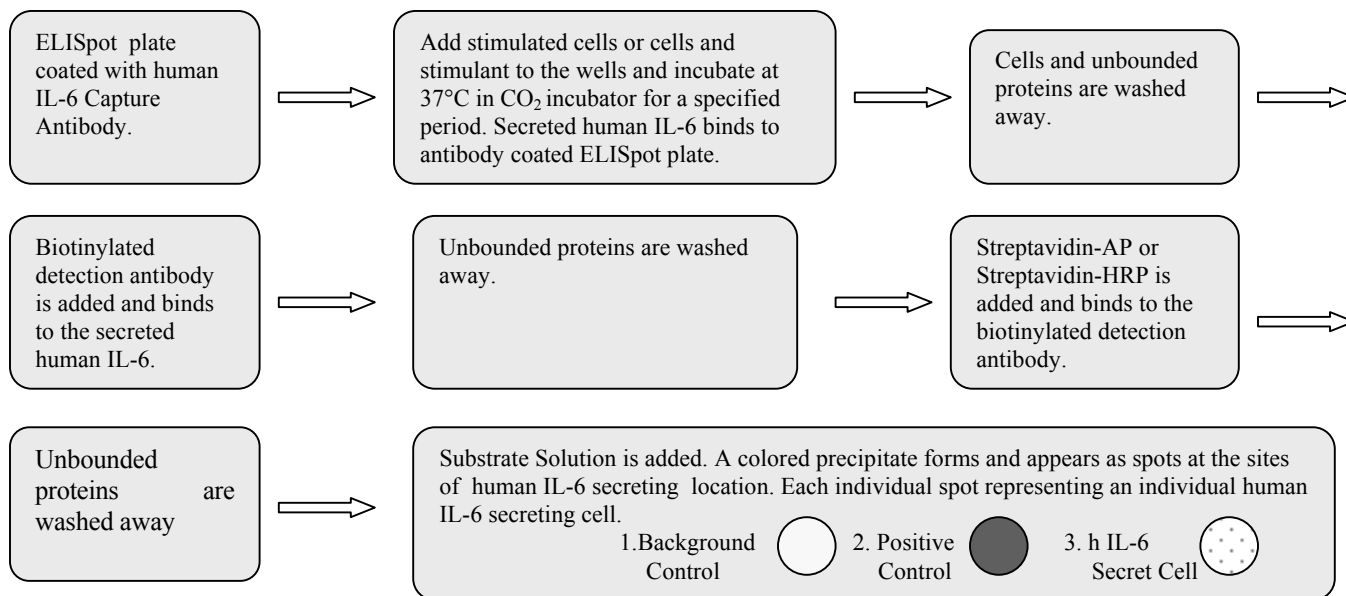 ELISpot plate
coated with human
IL-6 Capture
Antibody.
Add stimulated cells or cells and
stimulant to the wells and incubate at
37°C in CO₂ incubator for a specified
period. Secreted human IL-6 binds to
antibody coated ELISpot plate.
Cells and unbounded
proteins are washed
away.
Biotinylated
detection antibody
is added and binds
to the secreted
human IL-6.
Unbounded proteins are washed
away.
Streptavidin-AP or
Streptavidin-HRP is
added and binds to the
biotinylated detection
antibody.
Unbounded
proteins are
washed away
Substrate Solution is added. A colored precipitate forms and appears as spots at the sites
of human IL-6 secreting location. Each individual spot representing an individual human
IL-6 secreting cell.
1.Background
Control
2. Positive
Control
3. h IL-6
Secret Cell